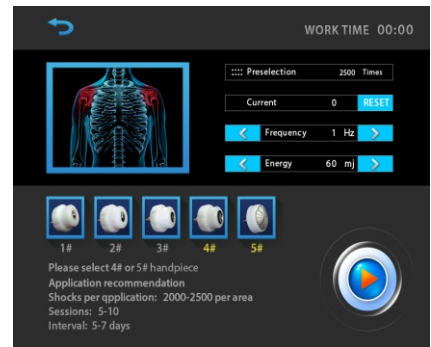 WORK TIME 00:00
:::: Preselection 2500 Times
Current 0 RESET
Frequency 1 Hz
Energy 60 mj
1# 2# 3# 4# 5#
Please select 4# or 5# handpiece
Application recommendation
Shocks per qpplication: 2000-2500 per area
Sessions: 5-10
Interval: 5-7 days